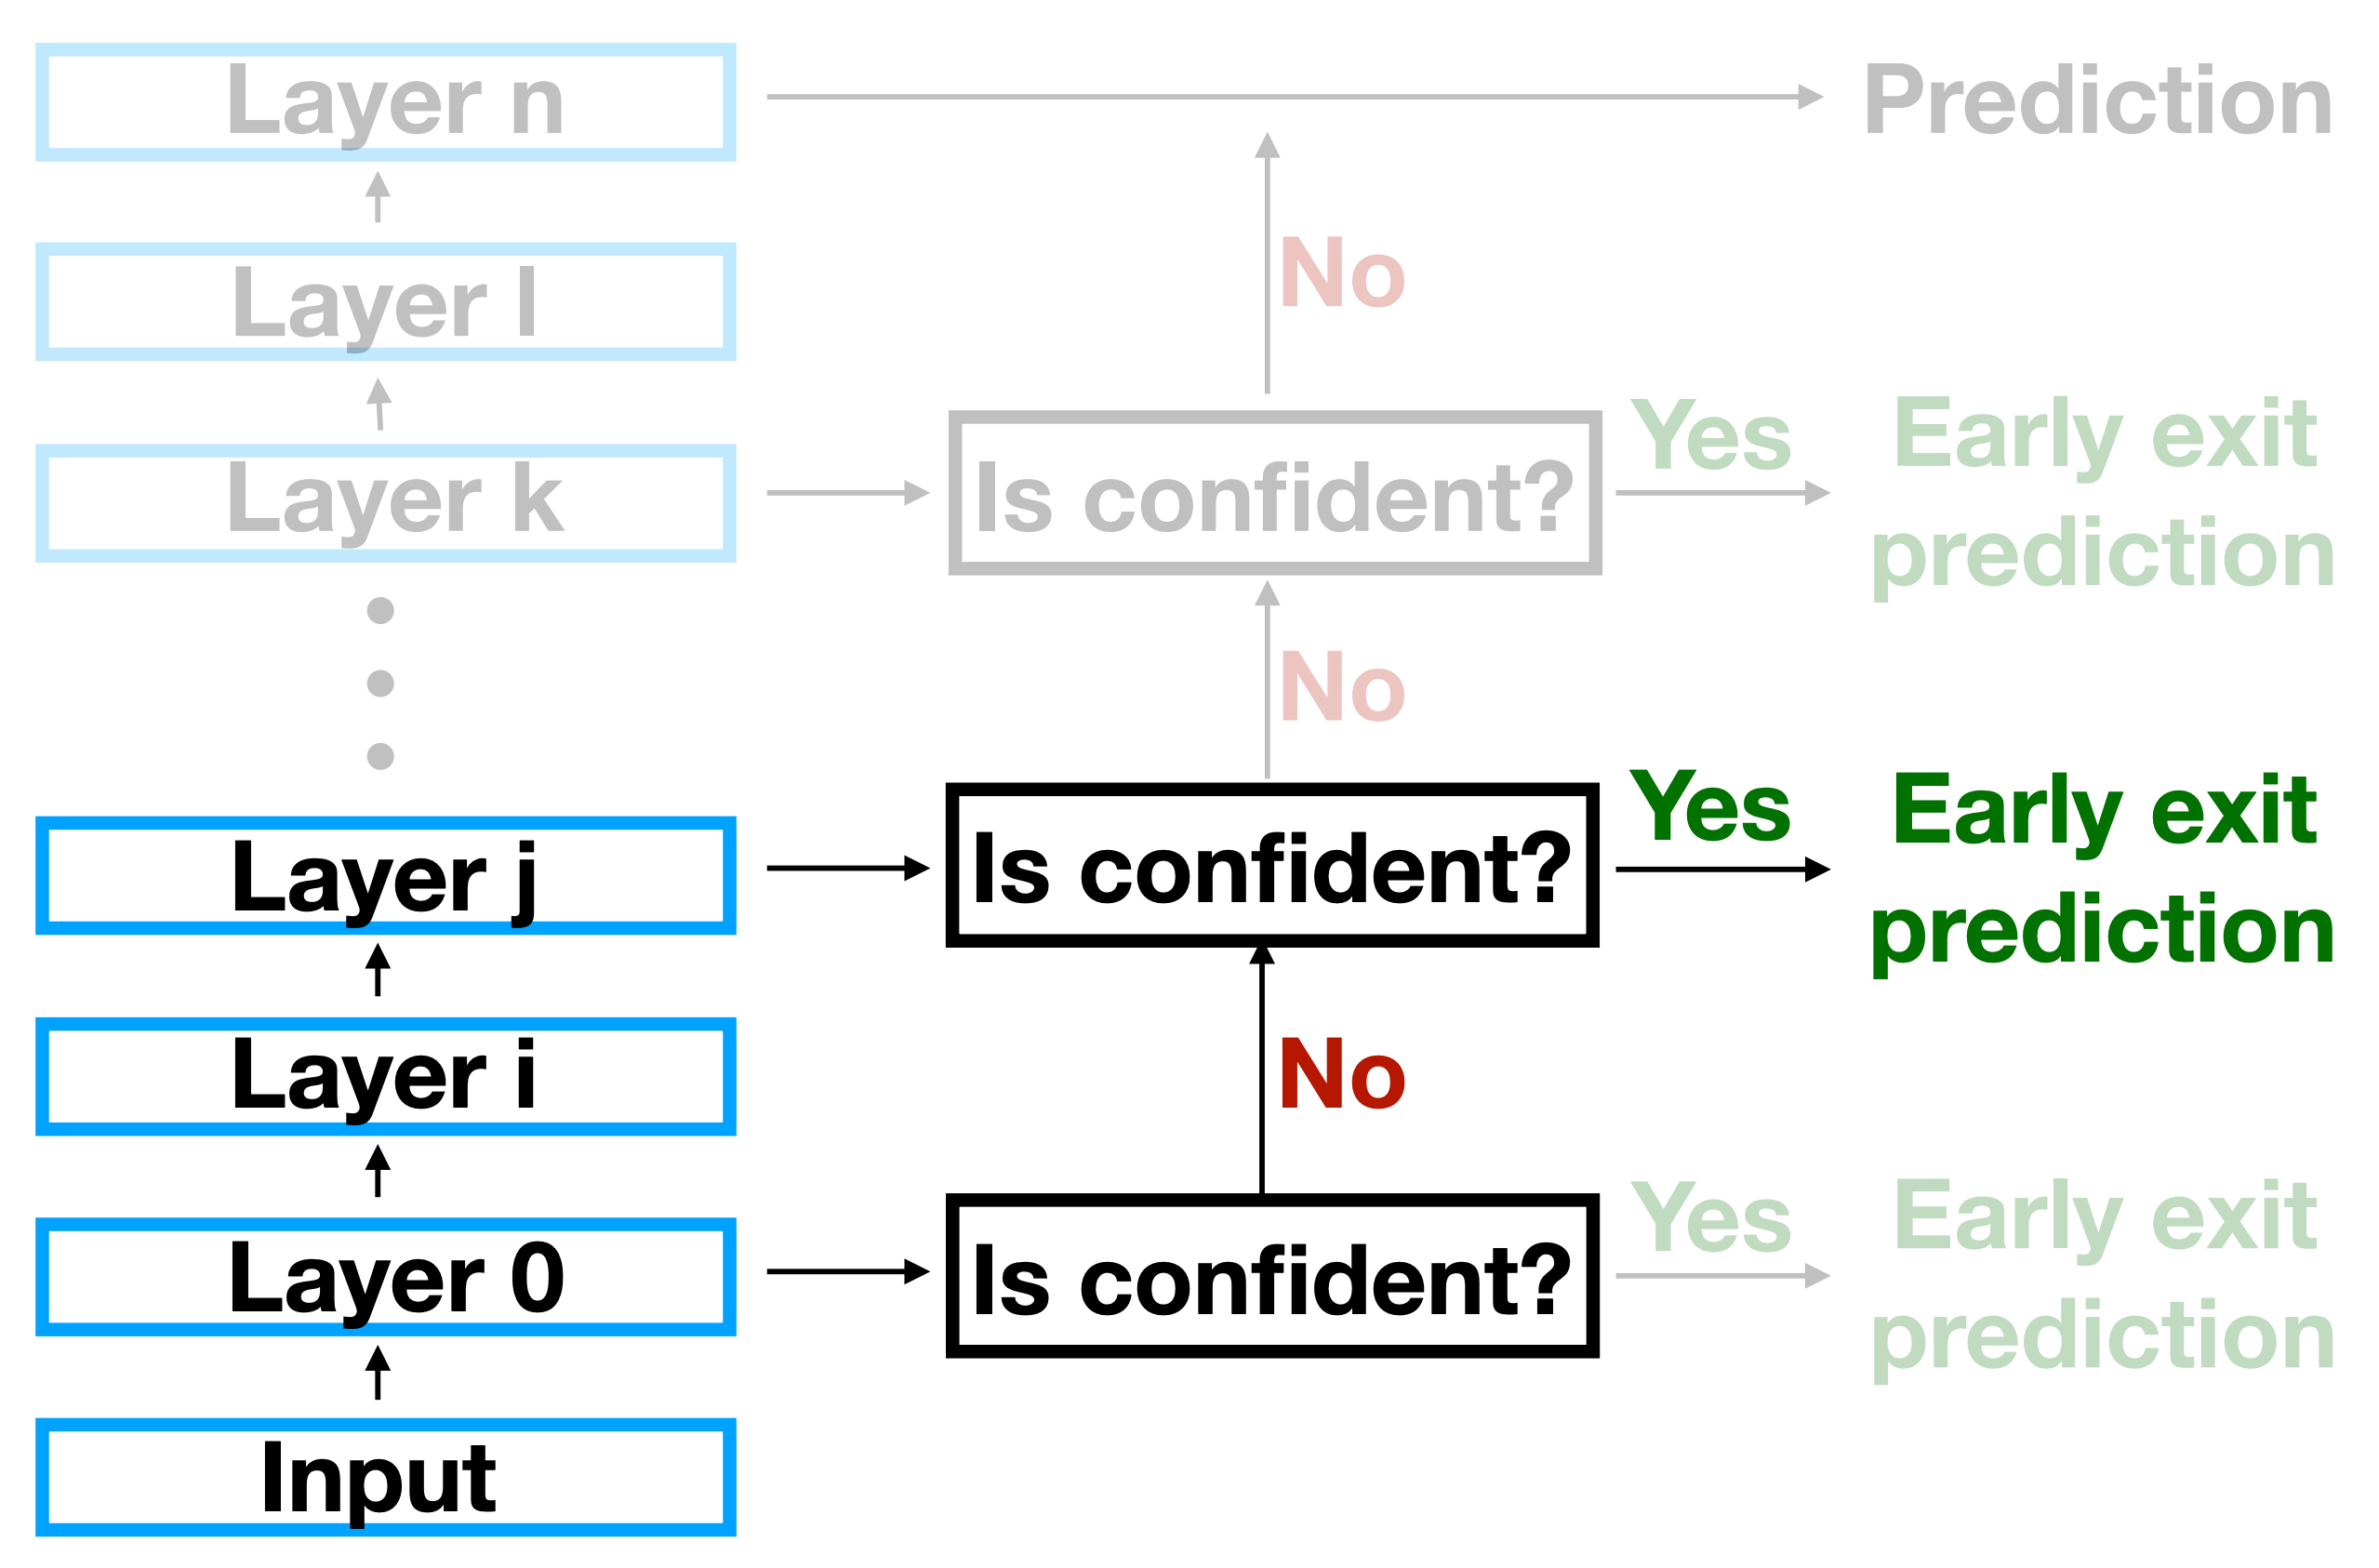 Layer n
Prediction
No
Layer l
Layer k
Is confident?
Yes
Early exit
prediction
No
Layer j
Is confident?
Yes
Early exit
prediction
Layer i
No
Layer 0
Is confident?
Yes
Early exit
prediction
Input